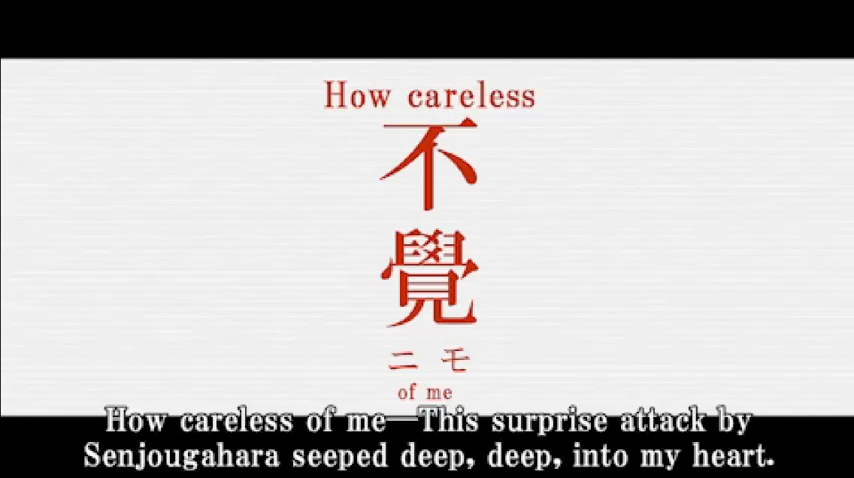 How careless
不
覺
ニモ
of me
How careless of me—This surprise attack by
Senjougahara seeped deep, deep, into my heart.